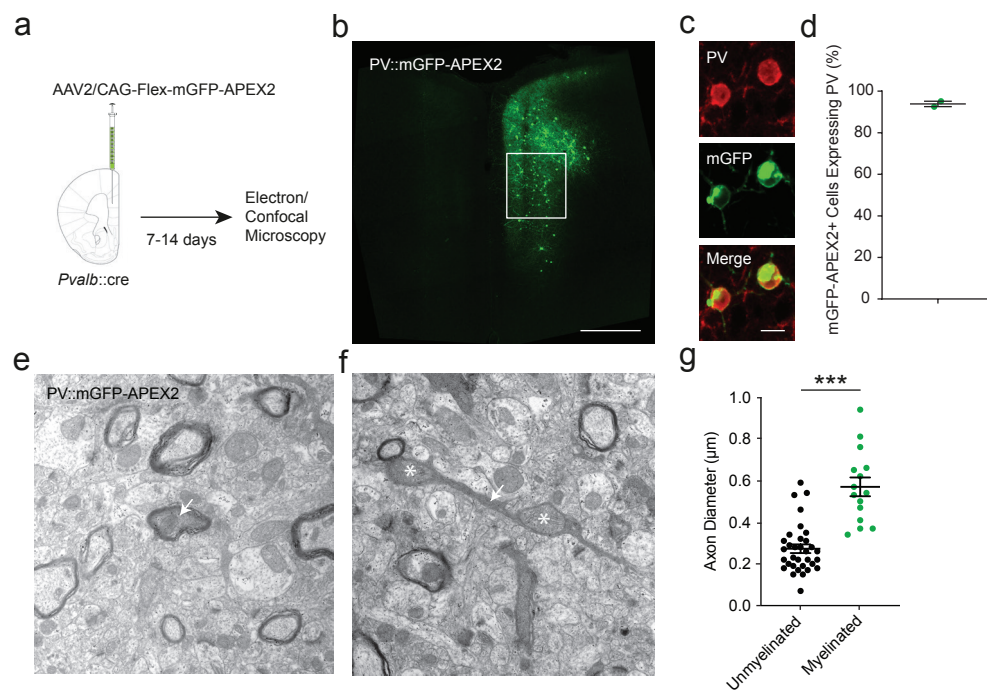 a
AAV2/CAG-Flex-mGFP-APEX2
7-14 days
Electron/
Confocal
Microscopy
Pvalb::cre
b
PV::mGFP-APEX2
c
PV
mGFP
Merge
d
mGFP-APEX2+ Cells Expressing PV (%)
100
80
60
40
20
0
e
PV::mGFP-APEX2
f
*
*
g
***
Axon Diameter (μm)
1.0
0.8
0.6
0.4
0.2
0.0
Unmyelinated
Myelinated